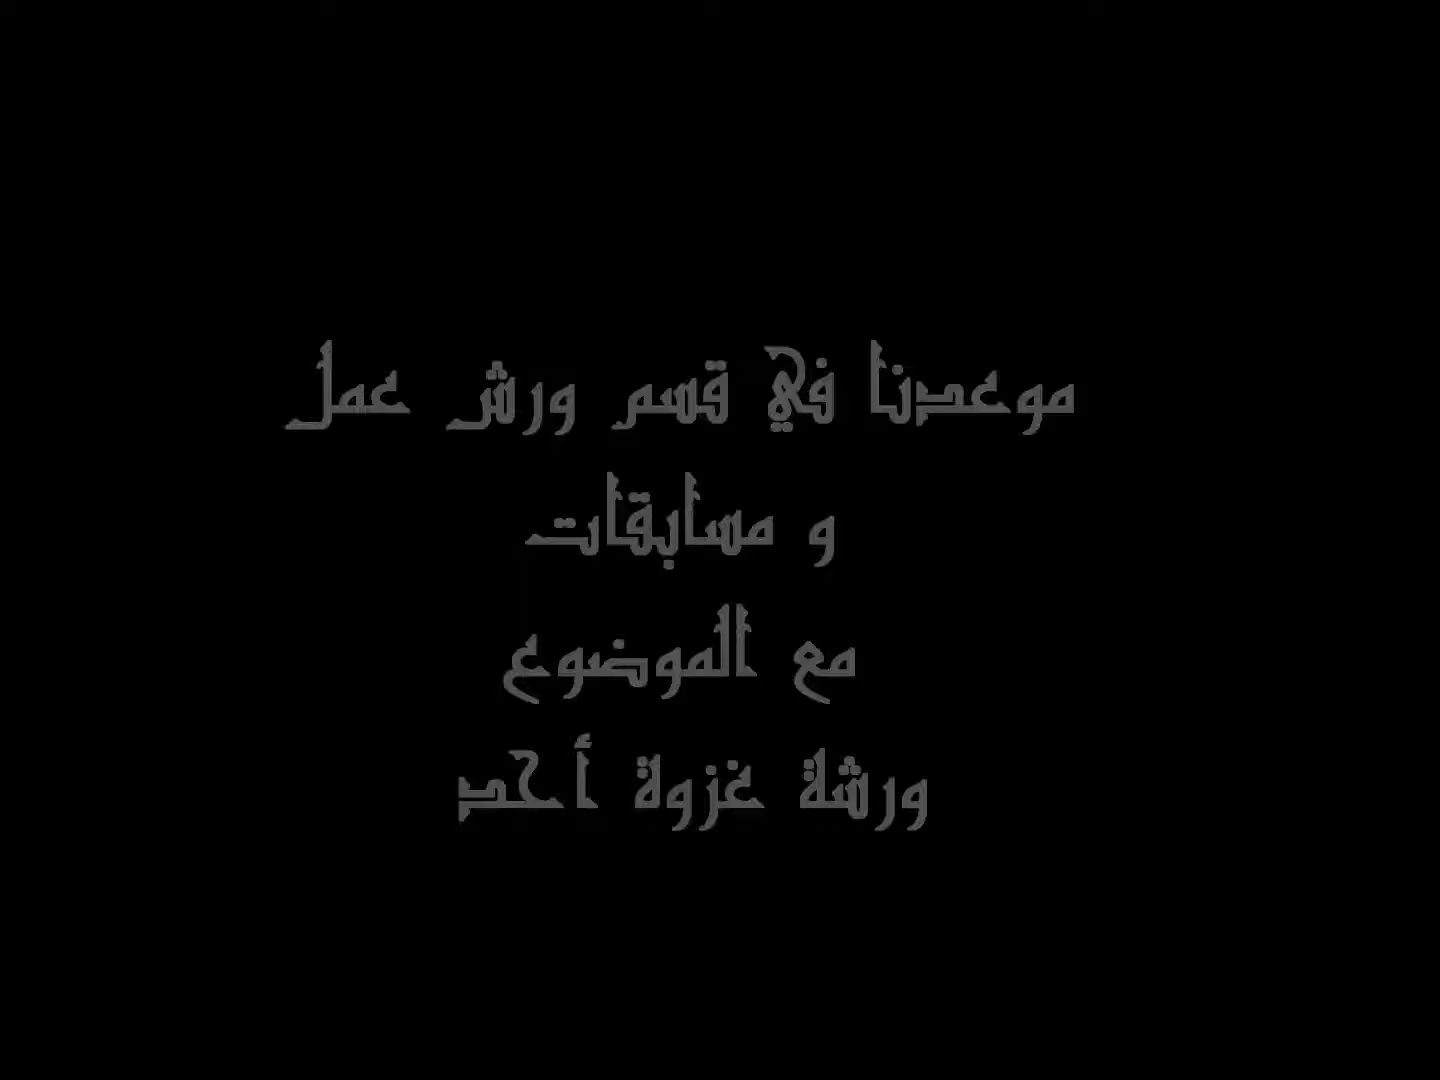 موعدنا في قسم ورش عمل
و مسابقات
مع الموضوع
ورشة غزوة أحد